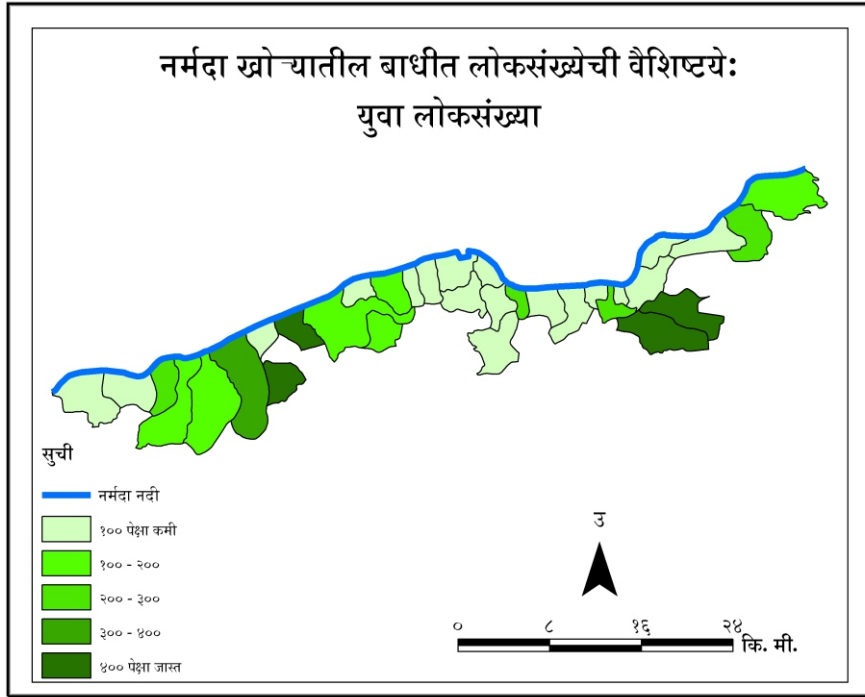 नर्मदा खोऱ्यातील बाधीत लोकसंख्येची वैशिष्टये:
युवा लोकसंख्या
सुची
नर्मदा नदी
१०० पेक्षा कमी
१०० - २००
२०० - ३००
३०० - ४००
४०० पेक्षा जास्त
उ
० ८ १६ २४
कि. मी.